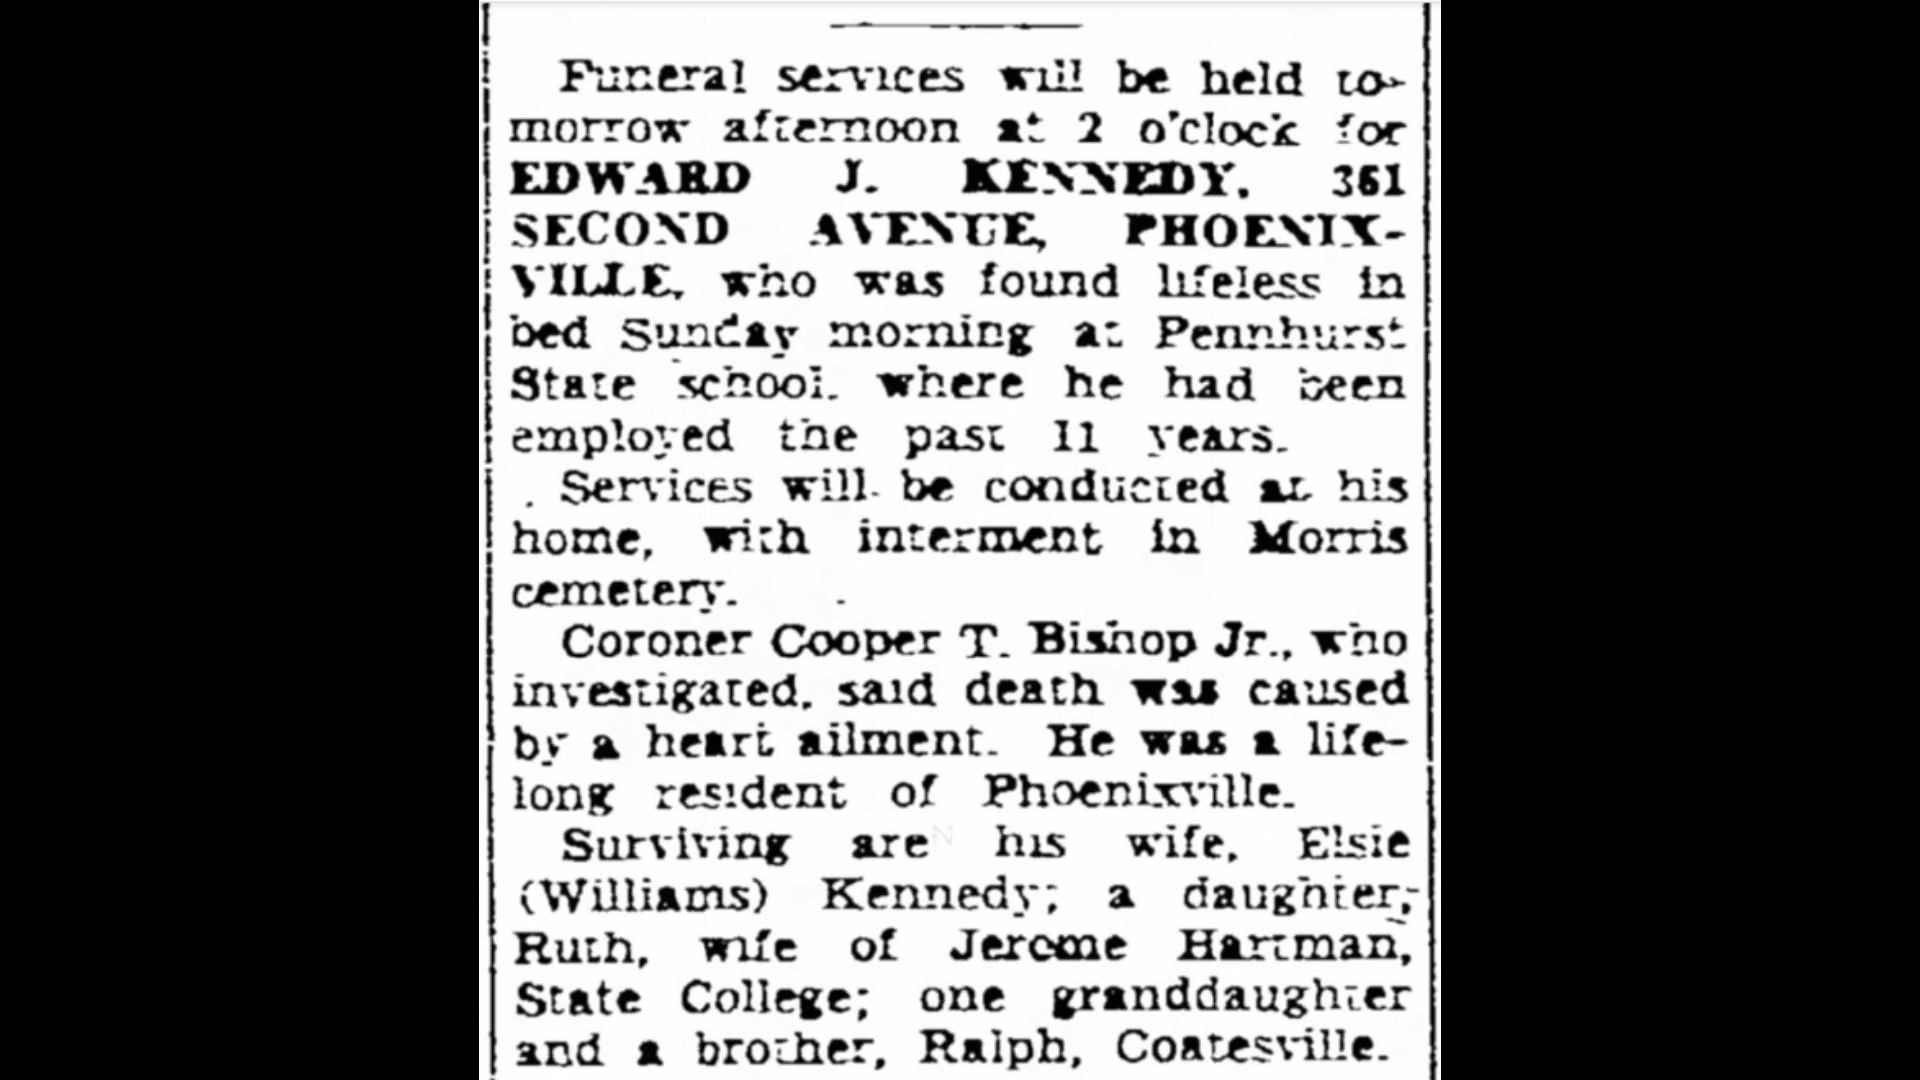 Funeral services will be held to-
morrow afternoon at 2 o'clock for
EDWARD J. KENNEDY, 361
SECOND AVENUE, PHOENIX-
VILLE, who was found lifeless in
bed Sunday morning at Pennhurst
State school, where he had been
employed the past 11 years.
Services will be conducted at his
home, with interment in Morris
cemetery.
Coroner Cooper T. Bishop Jr., who
investigated, said death was caused
by a heart ailment. He was a life-
long resident of Phoenixville.
Surviving are his wife, Elsie
(Williams) Kennedy; a daughter,
Ruth, wife of Jerome Hartman,
State College; one granddaughter
and a brother, Ralph, Coatesville.